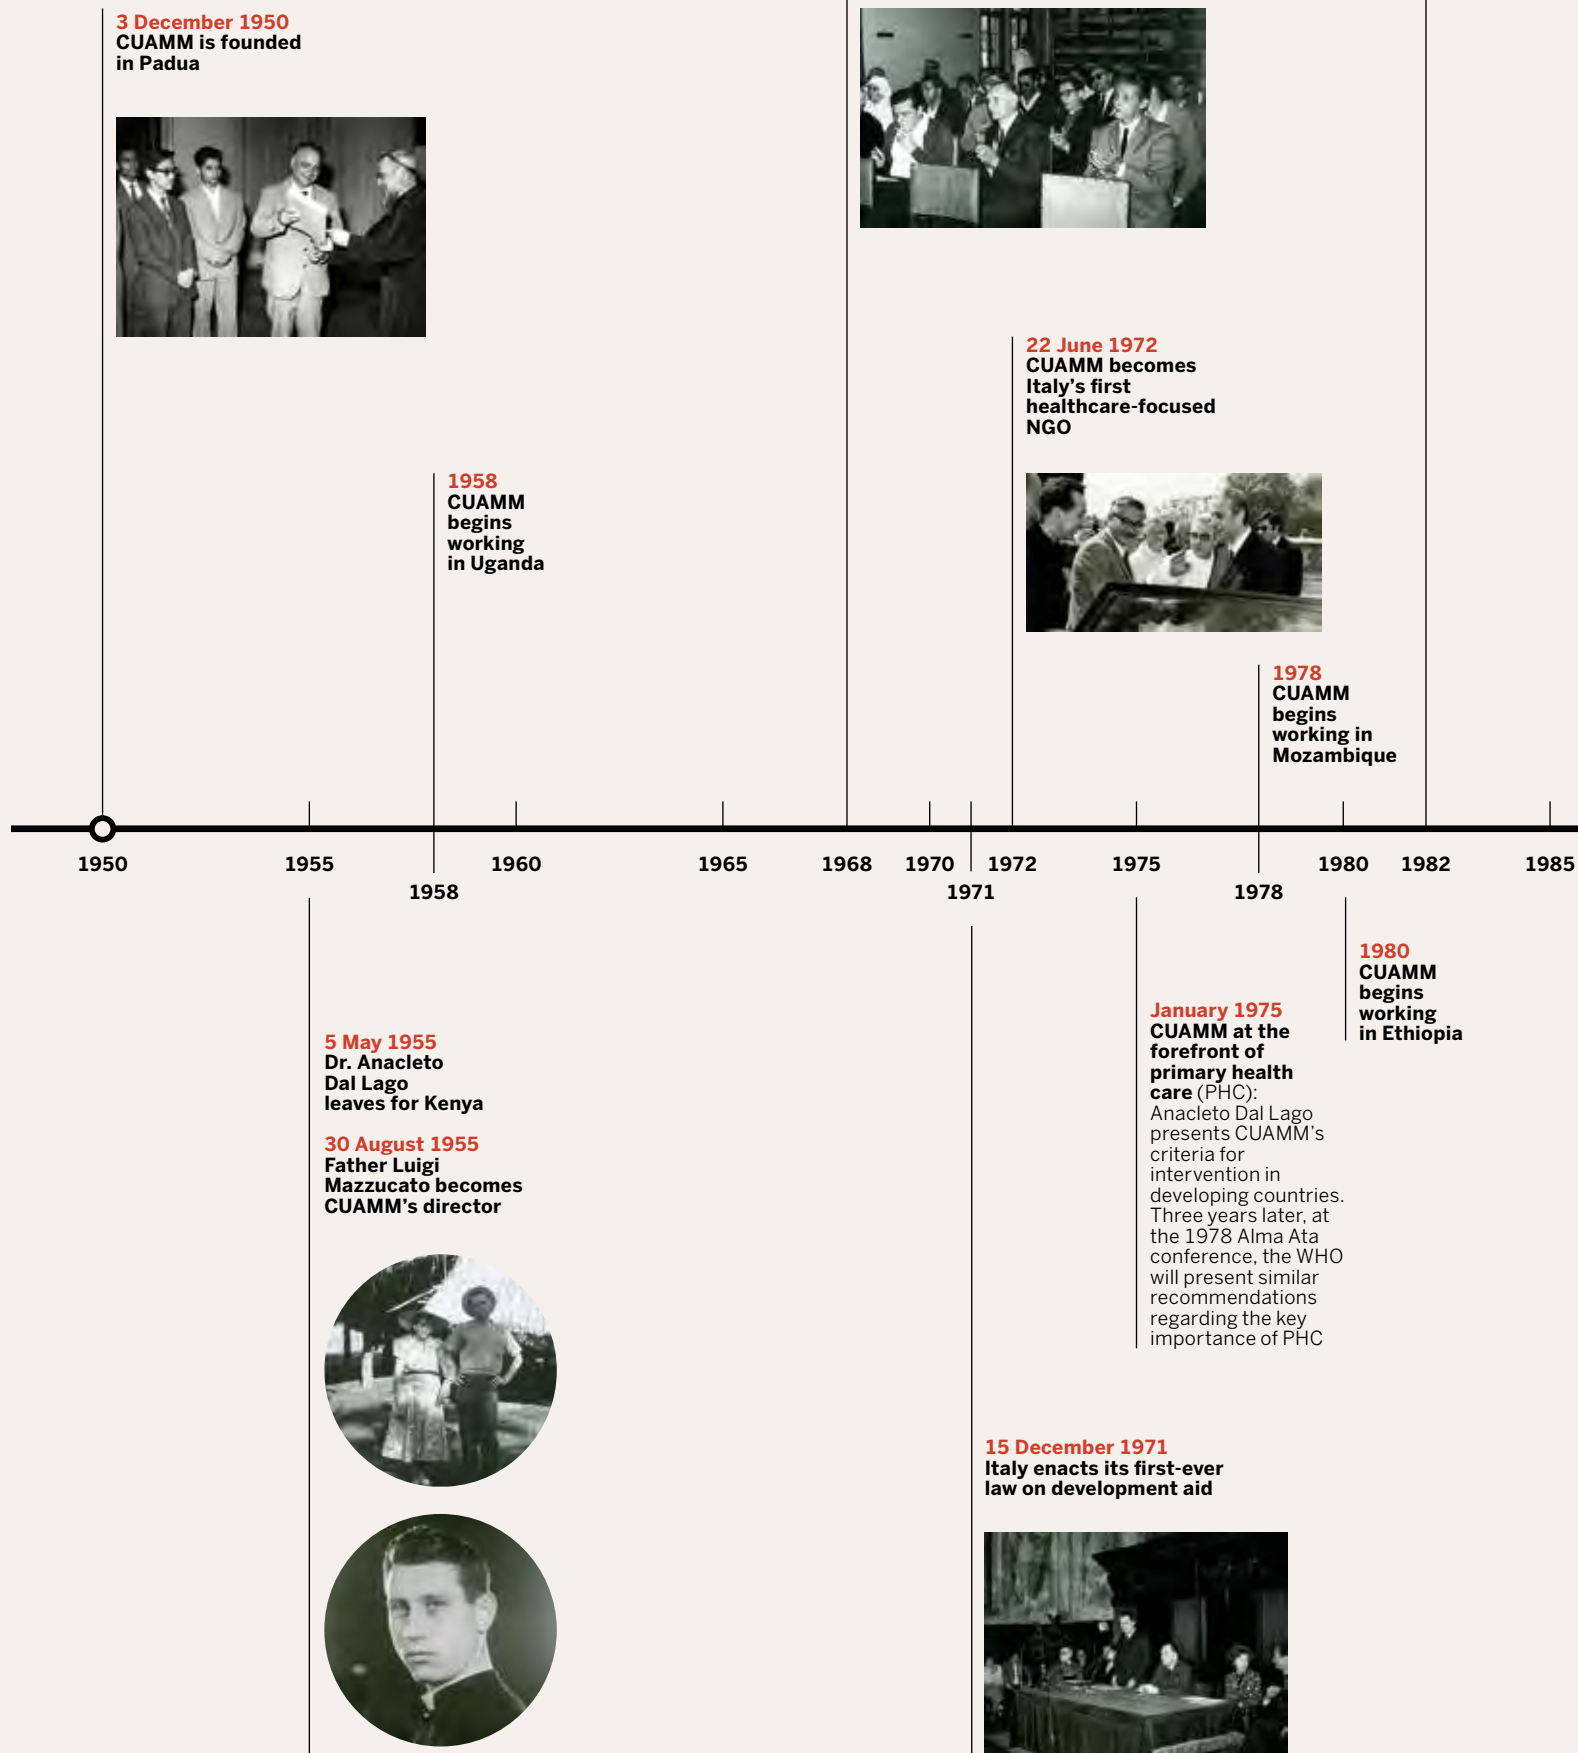 3 December 1950
CUAMM is founded
in Padua
22 June 1972
CUAMM becomes
Italy's first
healthcare-focused
NGO
1958
CUAMM
begins
working
in Uganda
1978
CUAMM
begins
working in
Mozambique
1950
1955
1958
1960
1965
1968
1970
1971
1972
1975
1978
1980
1982
1985
5 May 1955
Dr. Anacleto
Dal Lago
leaves for Kenya
30 August 1955
Father Luigi
Mazzucato becomes
CUAMM's director
1980
CUAMM
begins
working
in Ethiopia
January 1975
CUAMM at the
forefront of
primary health
care (PHC):
Anacleto Dal Lago
presents CUAMM's
criteria for
intervention in
developing countries.
Three years later, at
the 1978 Alma Ata
conference, the WHO
will present similar
recommendations
regarding the key
importance of PHC
15 December 1971
Italy enacts its first-ever
law on development aid